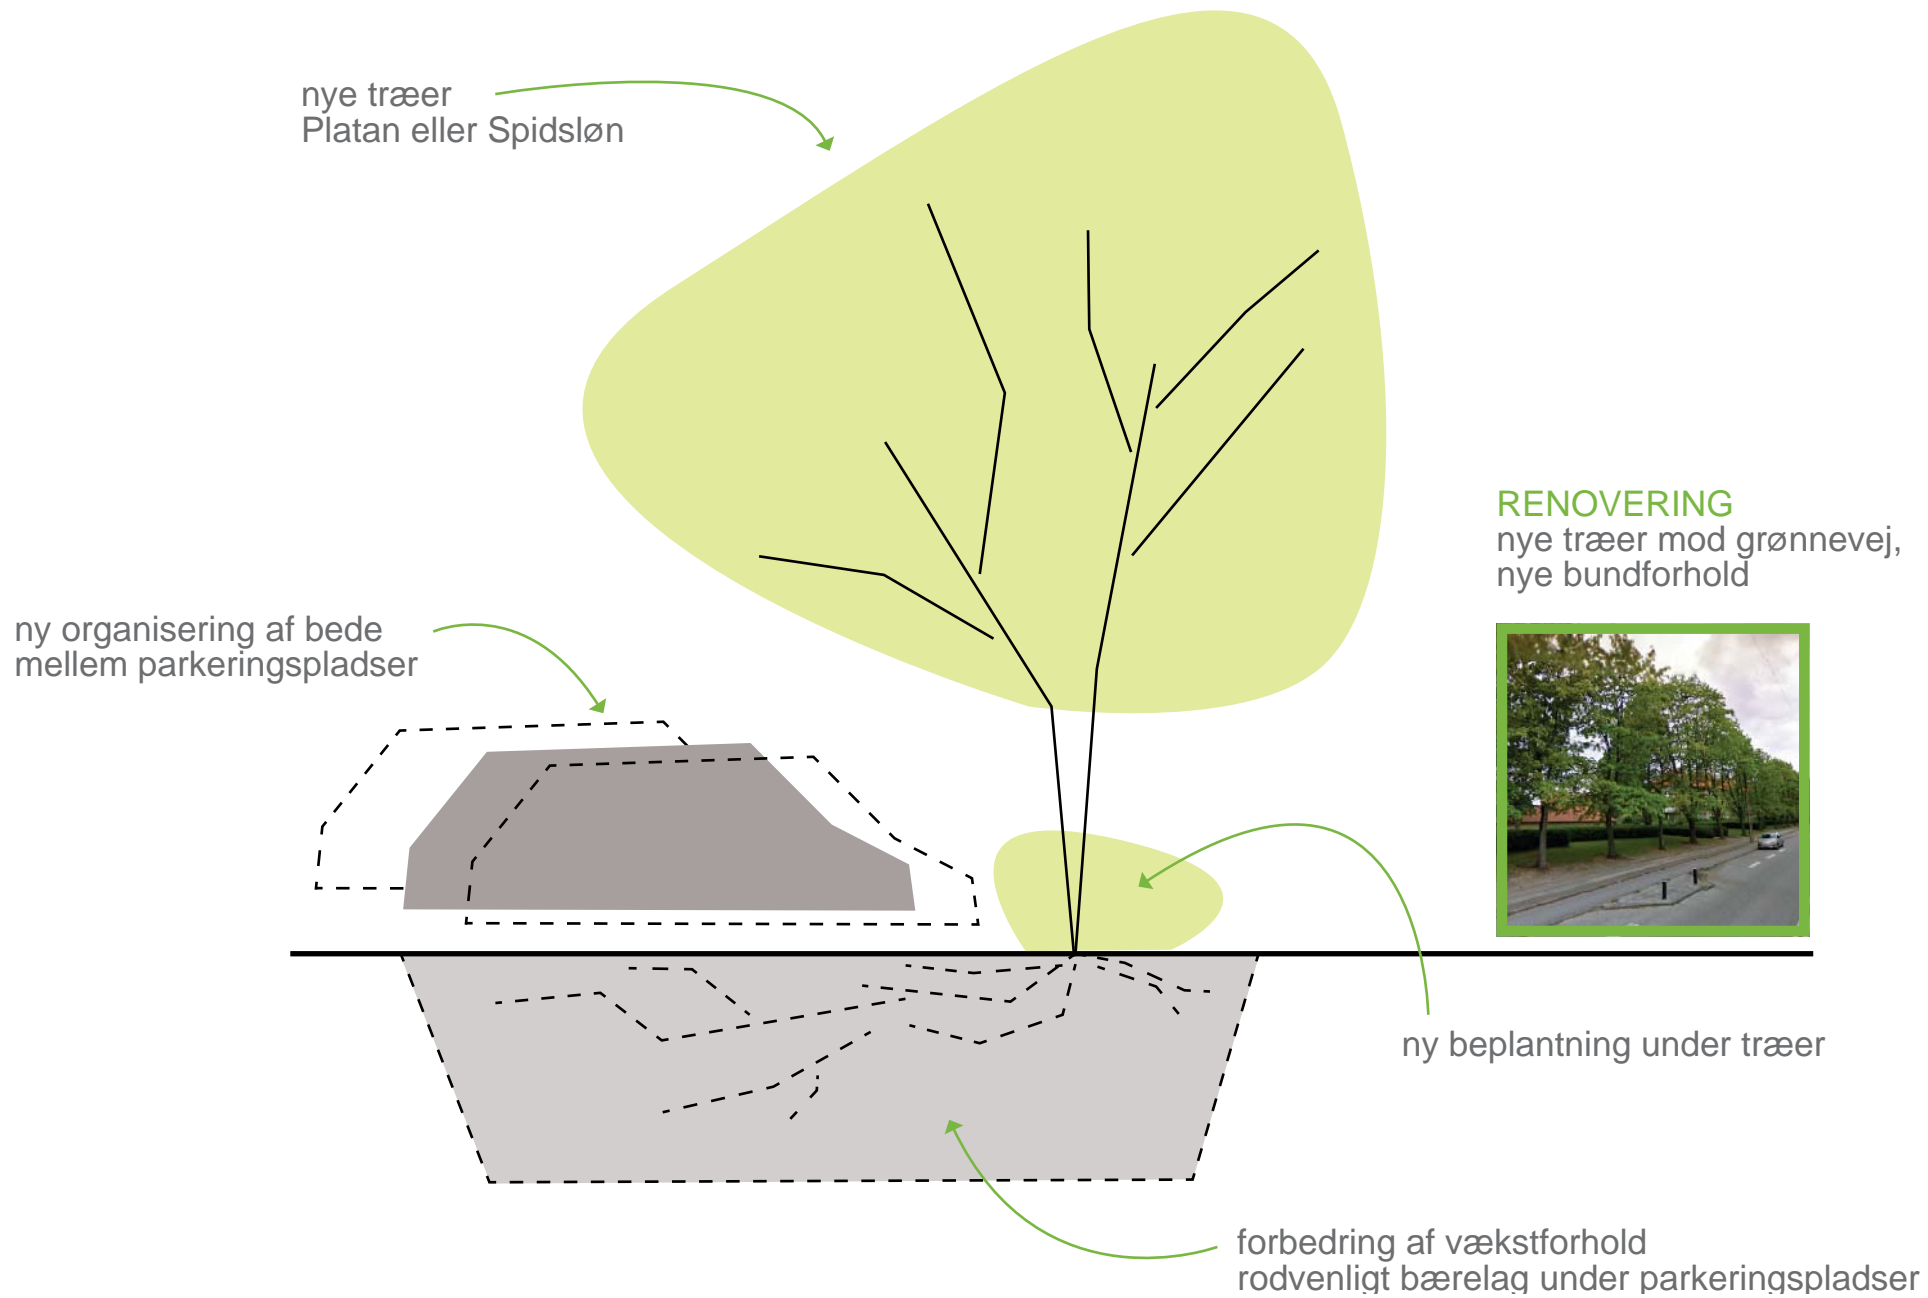 nye træer
Platan eller Spidsløn
RENOVERING
nye træer mod grønnevej,
nye bundforhold
ny organisering af bede
mellem parkeringspladser
ny beplantning under træer
forbedring af vækstforhold
rodvenligt bærelag under parkeringspladser